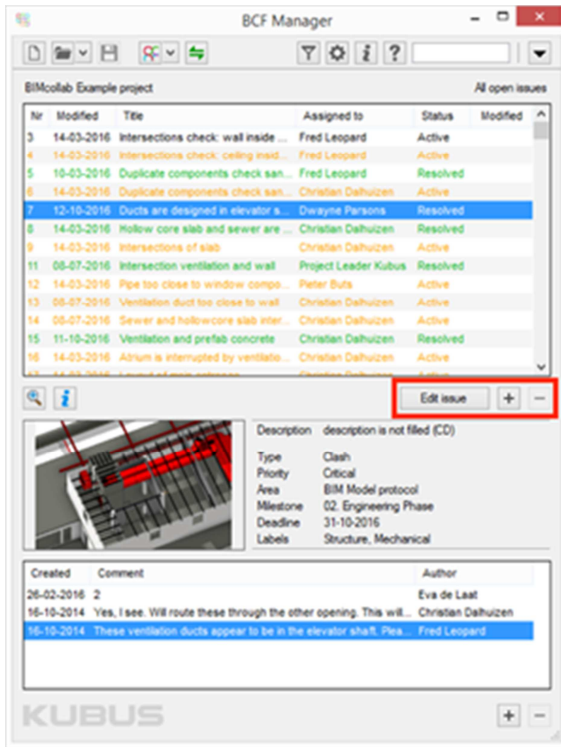 BCF Manager
BIMcollab Example project All open issues
Nr Modified Title Assigned to Status Modified
3 14-03-2016 Intersections check: wall inside ... Fred Leopard Active
4 14-03-2016 Intersections check: ceiling insid... Fred Leopard Active
5 10-03-2016 Duplicate components check san... Fred Leopard Resolved
6 14-03-2016 Duplicate components check san... Christian Dalhuizen Active
7 12-10-2016 Ducts are designed in elevator s... Dwayne Parsons Resolved
8 14-03-2016 Hollow core slab and sewer are ... Christian Dalhuizen Resolved
9 14-03-2016 Intersections of slab Christian Dalhuizen Active
11 08-07-2016 Intersection ventilation and wall Project Leader Kubus Resolved
12 14-03-2016 Pipe too close to window compo... Pieter Buts Active
13 08-07-2016 Ventilation duct too close to wall Christian Dalhuizen Active
14 08-07-2016 Sewer and hollowcore slab inter... Christian Dalhuizen Active
15 11-10-2016 Ventilation and prefab concrete Christian Dalhuizen Resolved
16 14-03-2016 Atrium is interrupted by ventilatio... Christian Dalhuizen Active
Edit issue
Description description is not filled (CD)
Type Clash
Priority Critical
Area BIM Model protocol
Milestone 02. Engineering Phase
Deadline 31-10-2016
Labels Structure, Mechanical
Created Comment Author
26-02-2016 2 Eva de Laat
16-10-2014 Yes, I see. Will route these through the other opening. This will... Christian Dalhuizen
16-10-2014 These ventilation ducts appear to be in the elevator shaft. Plea... Fred Leopard
KUBUS